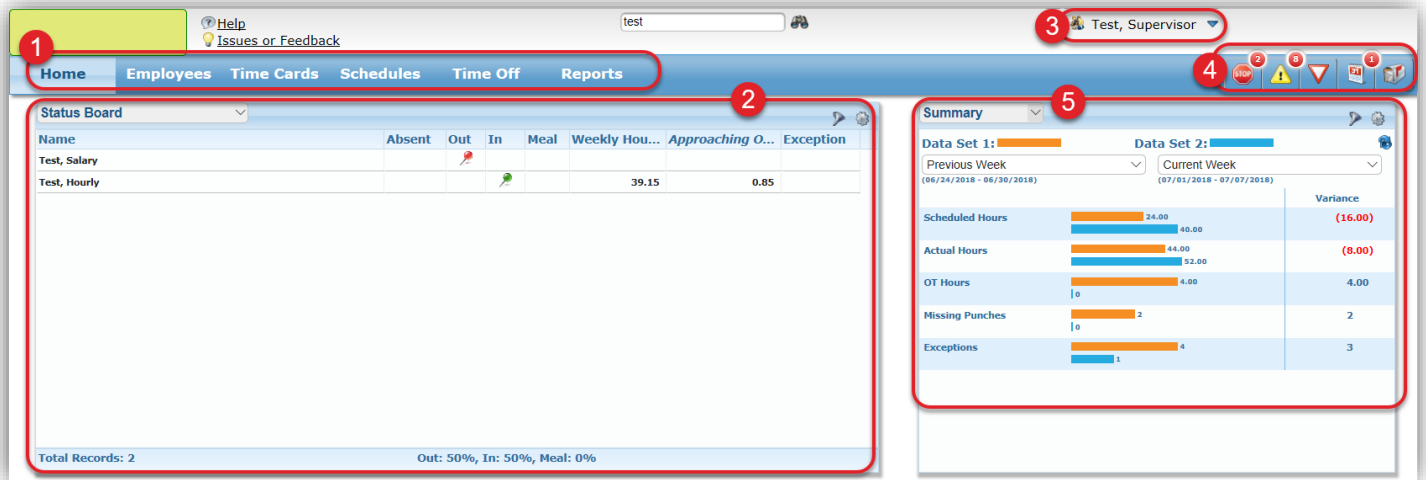 Help
Issues or Feedback
test
3
Test, Supervisor
1
Home Employees Time Cards Schedules Time Off Reports
4
STOP 2 8 31 1
Status Board
2
Name Absent Out In Meal Weekly Hou... Approaching O... Exception
Test, Salary
Test, Hourly 39.15 0.85
Total Records: 2 Out: 50%, In: 50%, Meal: 0%
Summary
5
Data Set 1: Data Set 2:
Previous Week Current Week
(06/24/2018 - 06/30/2018) (07/01/2018 - 07/07/2018)
Variance
Scheduled Hours 24.00 (16.00)
40.00
Actual Hours 44.00 (8.00)
52.00
OT Hours 4.00 4.00
0
Missing Punches 2 2
0
Exceptions 4 3
1